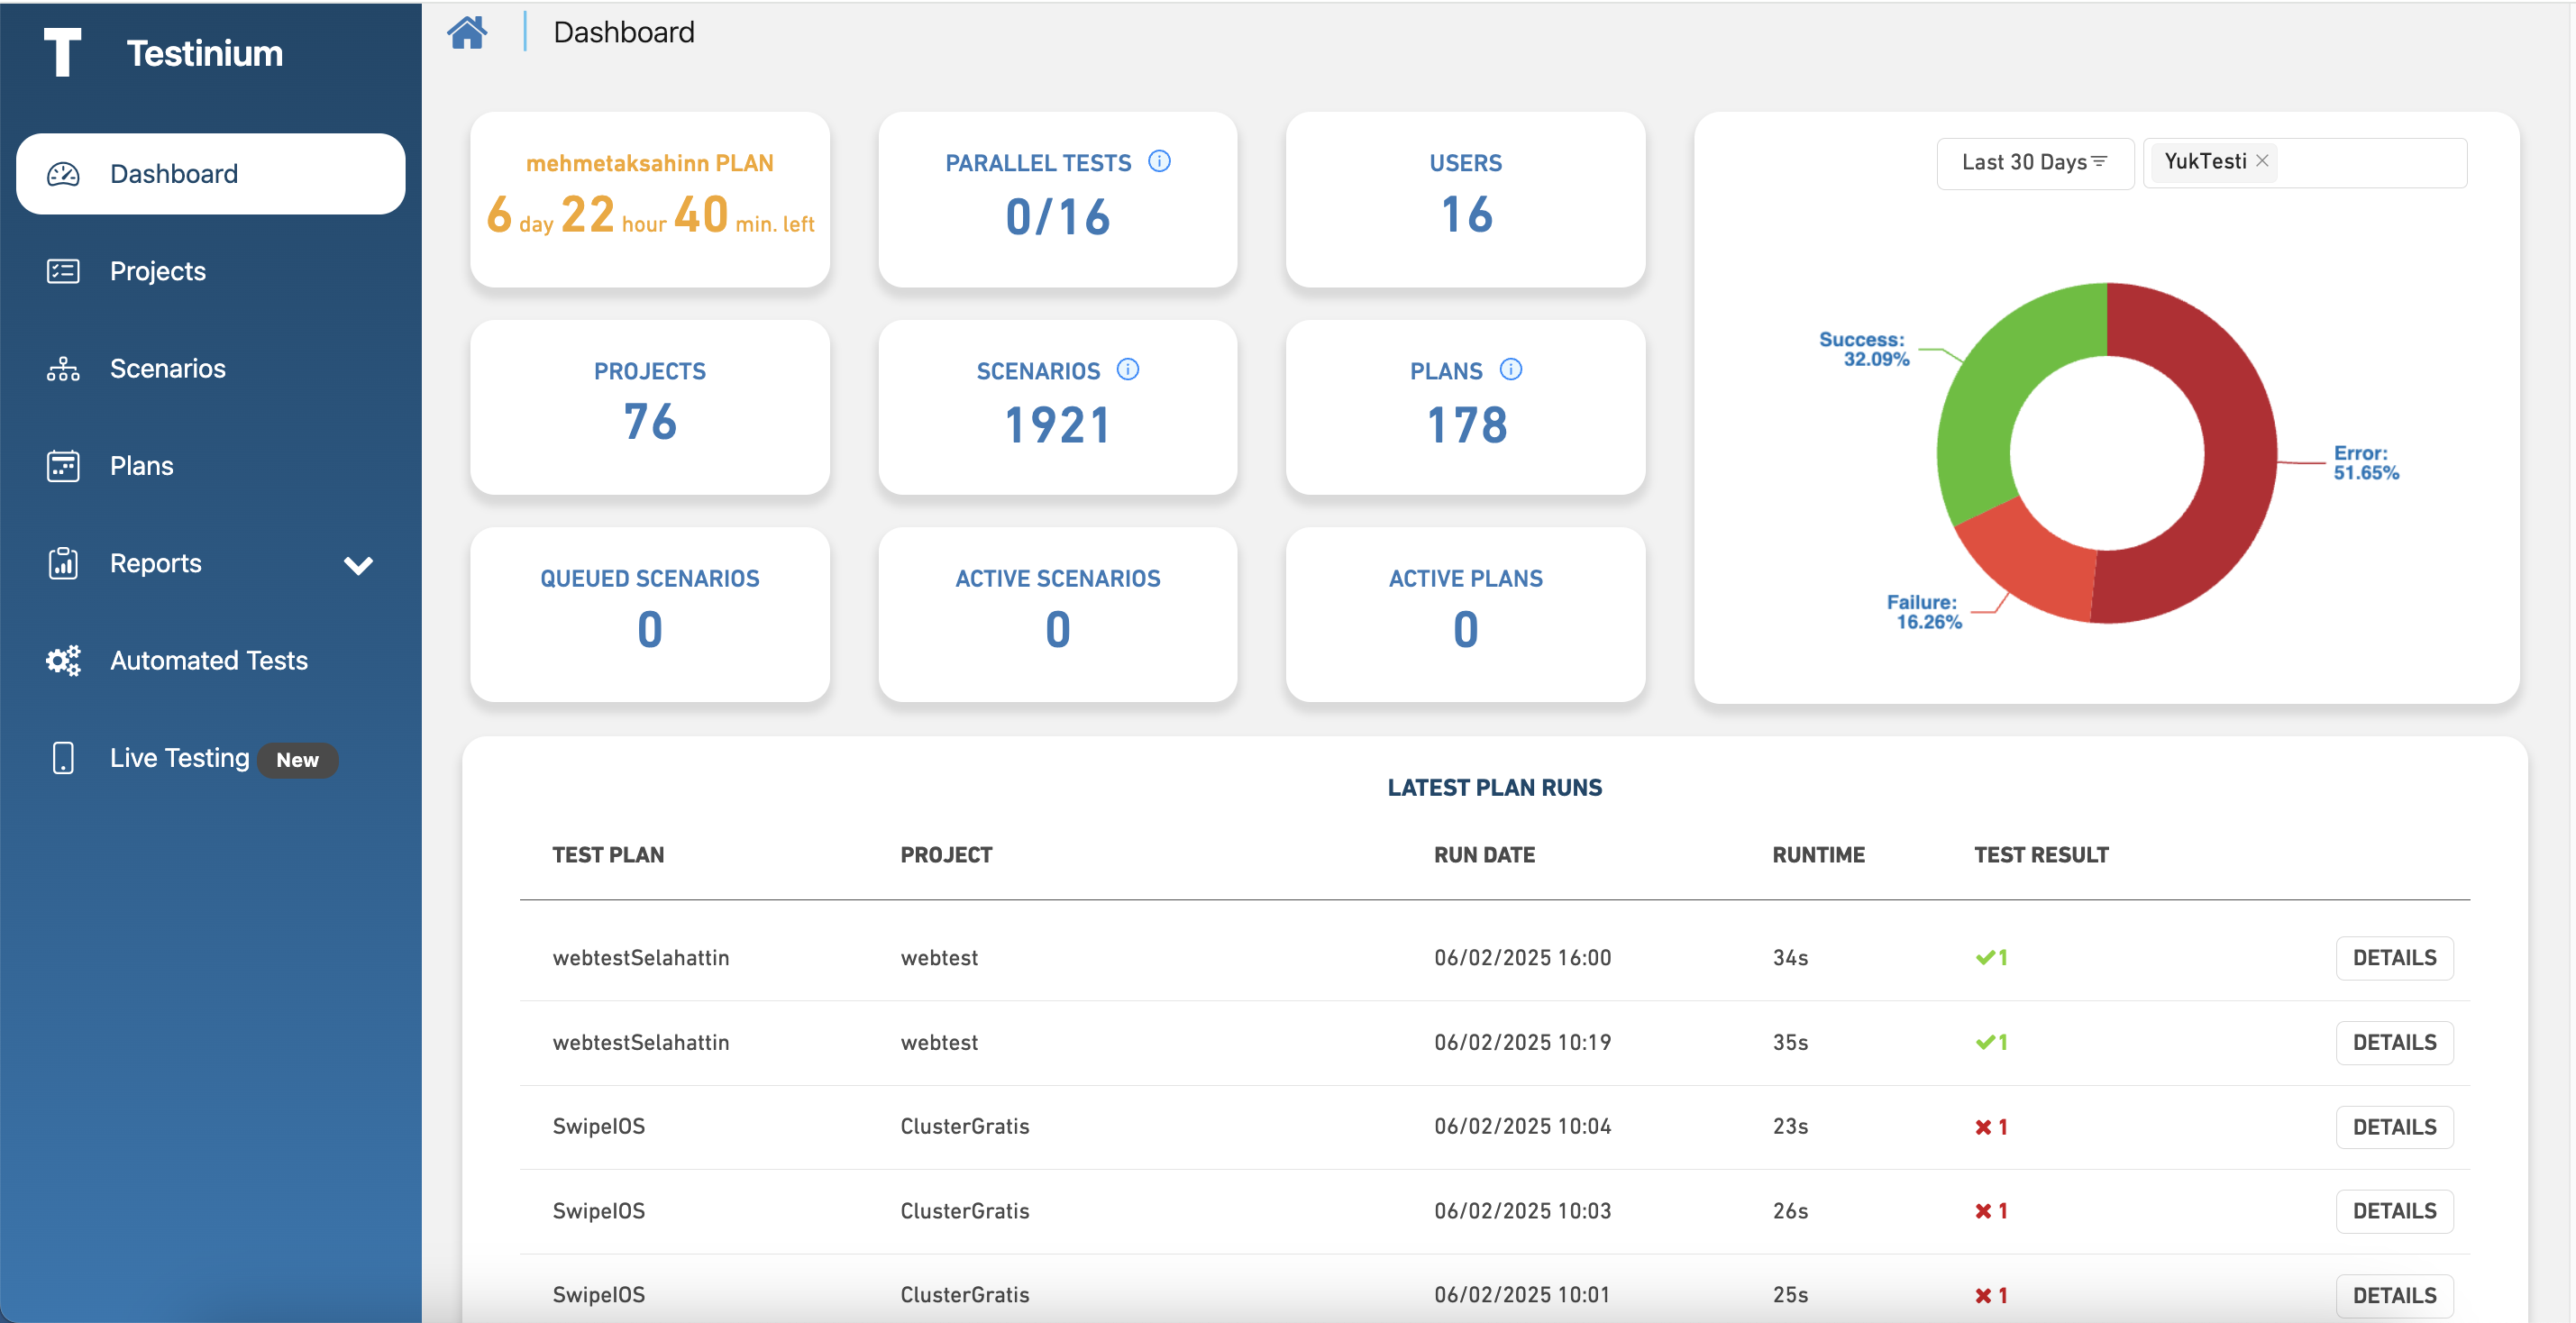 T Testinium
Dashboard
Projects
Scenarios
Plans
Reports
Automated Tests
Live Testing New
Dashboard
mehmetaksahinn PLAN
6 day 22 hour 40 min. left
PARALLEL TESTS
0/16
USERS
16
PROJECTS
76
SCENARIOS
1921
PLANS
178
QUEUED SCENARIOS
0
ACTIVE SCENARIOS
0
ACTIVE PLANS
0
Last 30 Days YukTesti
Success:
32.09%
Error:
51.65%
Failure:
16.26%
LATEST PLAN RUNS
TEST PLAN PROJECT RUN DATE RUNTIME TEST RESULT
webtestSelahattin webtest 06/02/2025 16:00 34s 1 DETAILS
webtestSelahattin webtest 06/02/2025 10:19 35s 1 DETAILS
SwipeIOS ClusterGratis 06/02/2025 10:04 23s 1 DETAILS
SwipeIOS ClusterGratis 06/02/2025 10:03 26s 1 DETAILS
SwipeIOS ClusterGratis 06/02/2025 10:01 25s 1 DETAILS